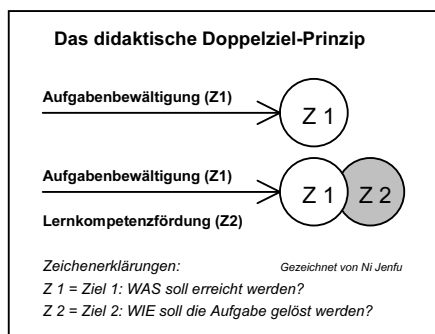 Das didaktische Doppelziel-Prinzip
Aufgabenbewältigung (Z1)
Z 1
Aufgabenbewältigung (Z1)
Z 1 Z 2
Lernkompetenzfördung (Z2)
Zeichenerklärungen: Gezeichnet von Ni Jenfu
Z 1 = Ziel 1: WAS soll erreicht werden?
Z 2 = Ziel 2: WIE soll die Aufgabe gelöst werden?